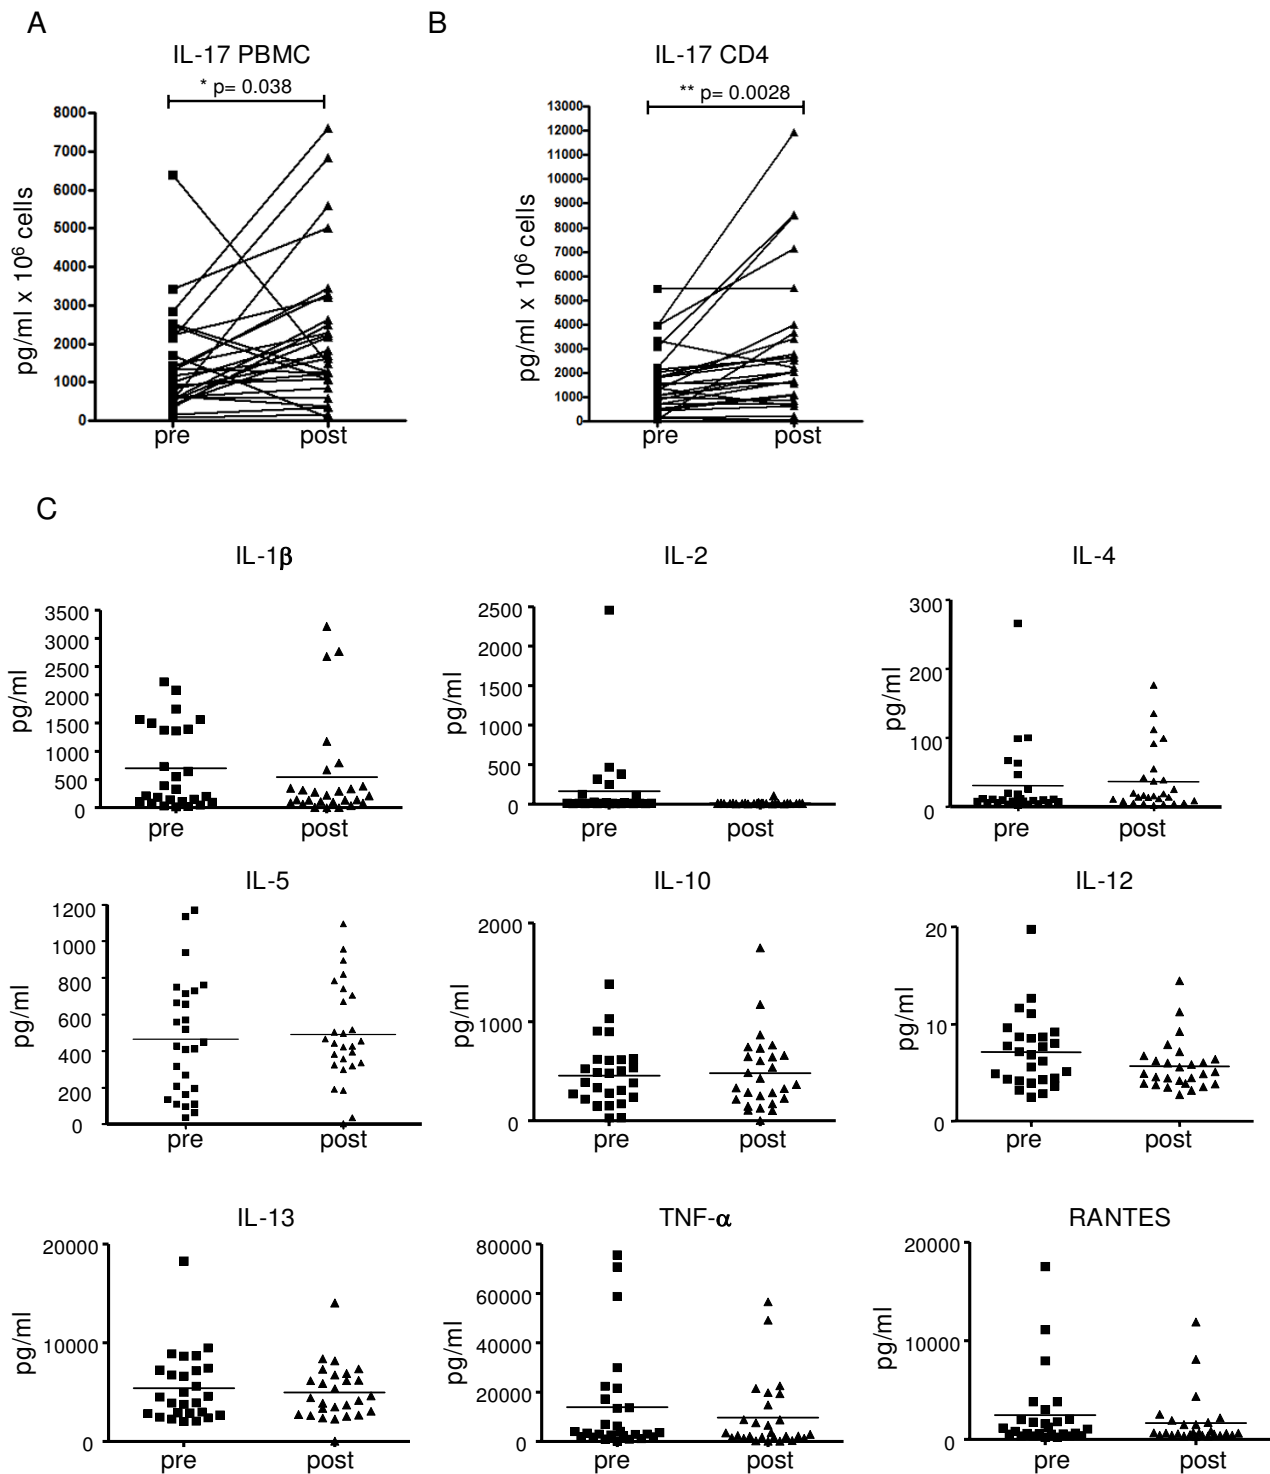 A
B
IL-17 PBMC
IL-17 CD4
* p= 0.038
** p= 0.0028
pg/ml x 10⁶ cells
8000
7000
6000
5000
4000
3000
2000
1000
0
pre
post
pg/ml x 10⁶ cells
13000
12000
11000
10000
9000
8000
7000
6000
5000
4000
3000
2000
1000
0
pre
post
C
IL-1β
pg/ml
3500
3000
2500
2000
1500
1000
500
0
pre
post
IL-2
pg/ml
2500
2000
1500
1000
500
0
pre
post
IL-4
pg/ml
300
200
100
0
pre
post
IL-5
pg/ml
1200
1000
800
600
400
200
0
pre
post
IL-10
pg/ml
2000
1000
0
pre
post
IL-12
pg/ml
20
10
0
pre
post
IL-13
pg/ml
20000
10000
0
pre
post
TNF-α
pg/ml
80000
60000
40000
20000
0
pre
post
RANTES
pg/ml
20000
10000
0
pre
post